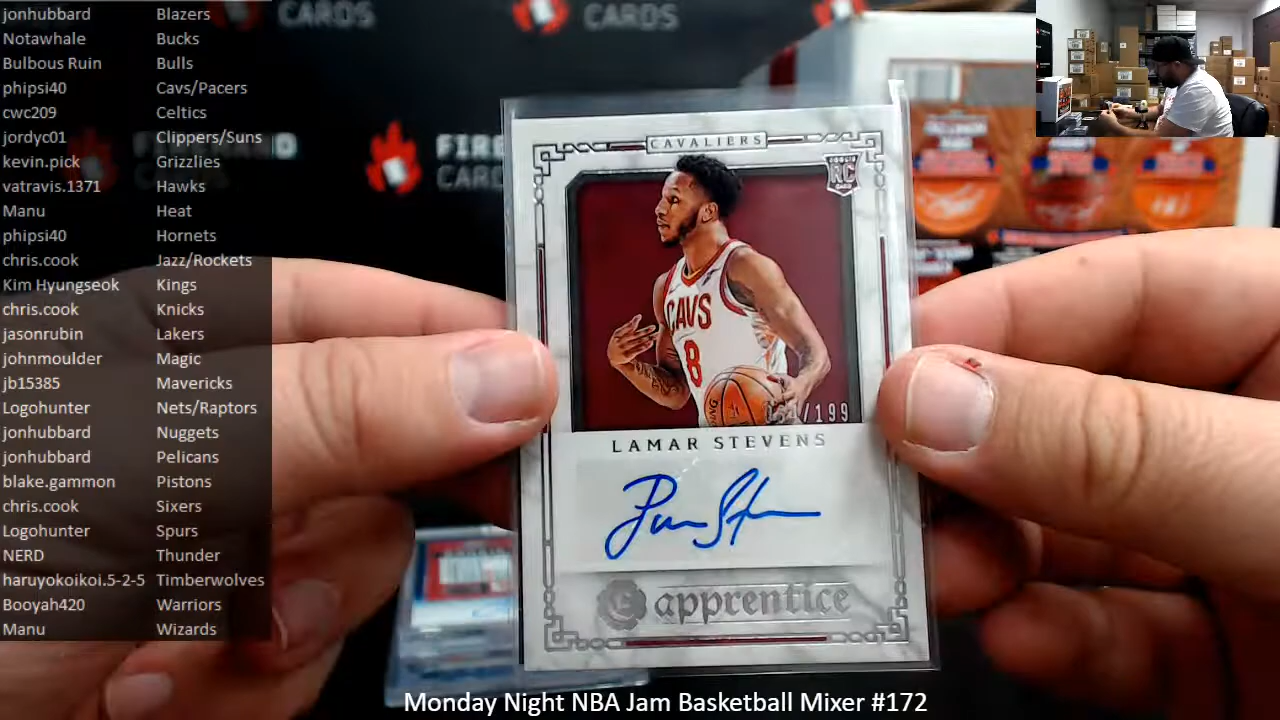 jonhubbard Blazers
Notawhale Bucks
Bulbous Ruin Bulls
phipsi40 Cavs/Pacers
cwc209 Celtics
jordyc01 Clippers/Suns
kevin.pick Grizzlies
vatravis.1371 Hawks
Manu Heat
phipsi40 Hornets
chris.cook Jazz/Rockets
Kim Hyungseok Kings
chris.cook Knicks
jasonrubin Lakers
johnmoulder Magic
jb15385 Mavericks
Logohunter Nets/Raptors
jonhubbard Nuggets
jonhubbard Pelicans
blake.gammon Pistons
chris.cook Sixers
Logohunter Spurs
NERD Thunder
haruyokoikoi.5-2-5 Timberwolves
Booyah420 Warriors
Manu Wizards
CARDS
CARDS
CARDS
CAVALIERS
RC
CAVS
8
/199
LAMAR STEVENS
apprentice
Monday Night NBA Jam Basketball Mixer #172